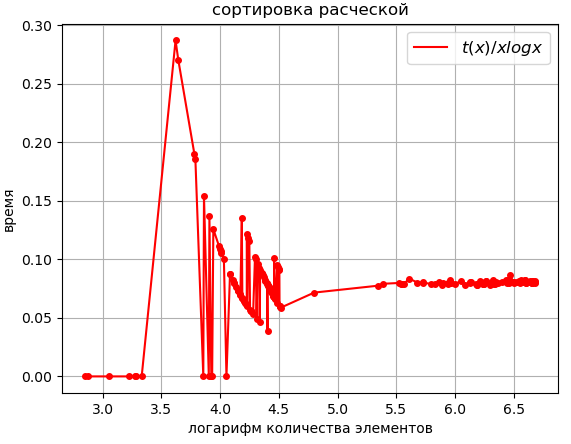 сортировка расческой
t(x)/xlogx
время
0.30
0.25
0.20
0.15
0.10
0.05
0.00
3.0 3.5 4.0 4.5 5.0 5.5 6.0 6.5
логарифм количества элементов